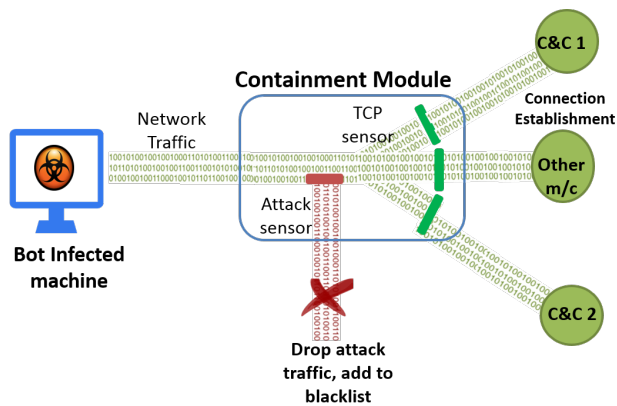 C&C 1
Containment Module
Network
Traffic
TCP
sensor
Connection
Establishment
Other
m/c
Attack
sensor
Bot Infected
machine
C&C 2
Drop attack
traffic, add to
blacklist